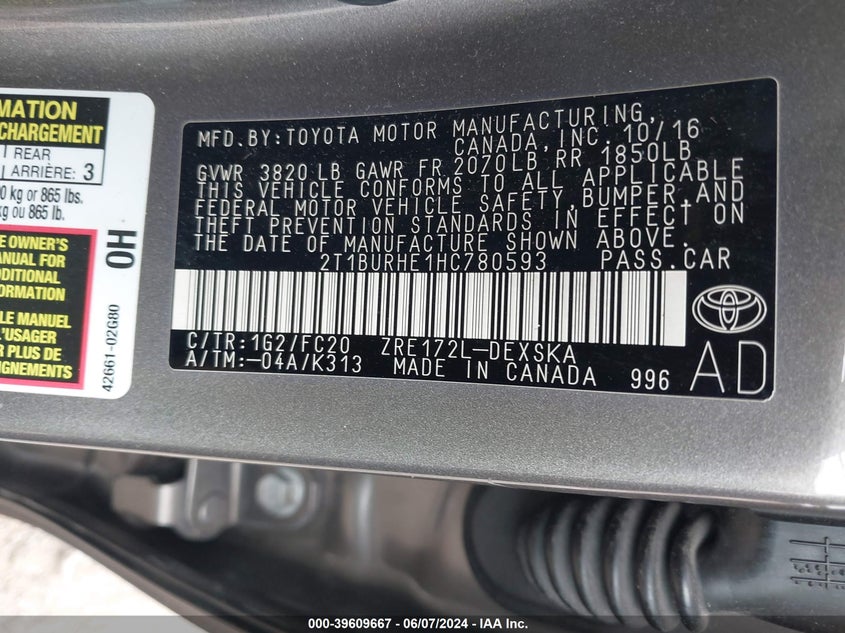 MATION
CHARGEMENT
REAR
ARRIÈRE: 3
kg or 865 lbs.
kg ou 865 lb.
E OWNER'S
ANUAL FOR
DDITIONAL
FORMATION
LE MANUEL
L'USAGER
UR PLUS DE
SEIGNEMENTS
OH
42661-02G80
MFD. BY: TOYOTA MOTOR MANUFACTURING,
CANADA, INC. 10/16
GVWR 3820 LB GAWR FR 2070LB RR 1850LB
THIS VEHICLE CONFORMS TO ALL APPLICABLE
FEDERAL MOTOR VEHICLE SAFETY, BUMPER, AND
THEFT PREVENTION STANDARDS IN EFFECT ON
THE DATE OF MANUFACTURE SHOWN ABOVE.
2T1BURHE1HC780593 PASS.CAR
C/TR: 1G2/FC20 ZRE172L-DEXSKA
A/TM: -04A/K313 MADE IN CANADA 996
AD
000-39609667 - 06/07/2024 - IAA Inc.